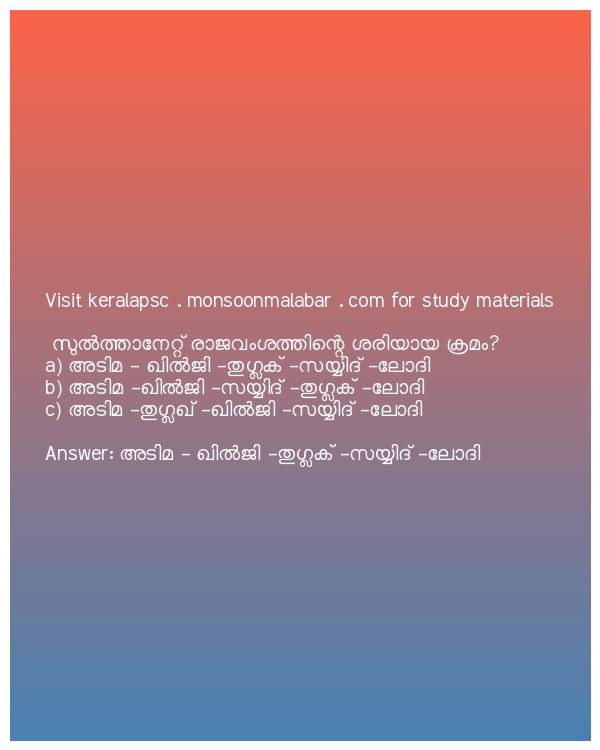 Visit keralapsc . monsoonmalabar . com for study materials
സുൽത്താനേറ്റ് രാജവംശത്തിന്റെ ശരിയായ ക്രമം?
a) അടിമ - ഖിൽജി -തുഗ്ലക് -സയ്യിദ് -ലോദി
b) അടിമ -ഖിൽജി -സയ്യിദ് -തുഗ്ലക് -ലോദി
c) അടിമ -തുഗ്ലഖ് -ഖിൽജി -സയ്യിദ് -ലോദി
Answer: അടിമ - ഖിൽജി -തുഗ്ലക് -സയ്യിദ് -ലോദി